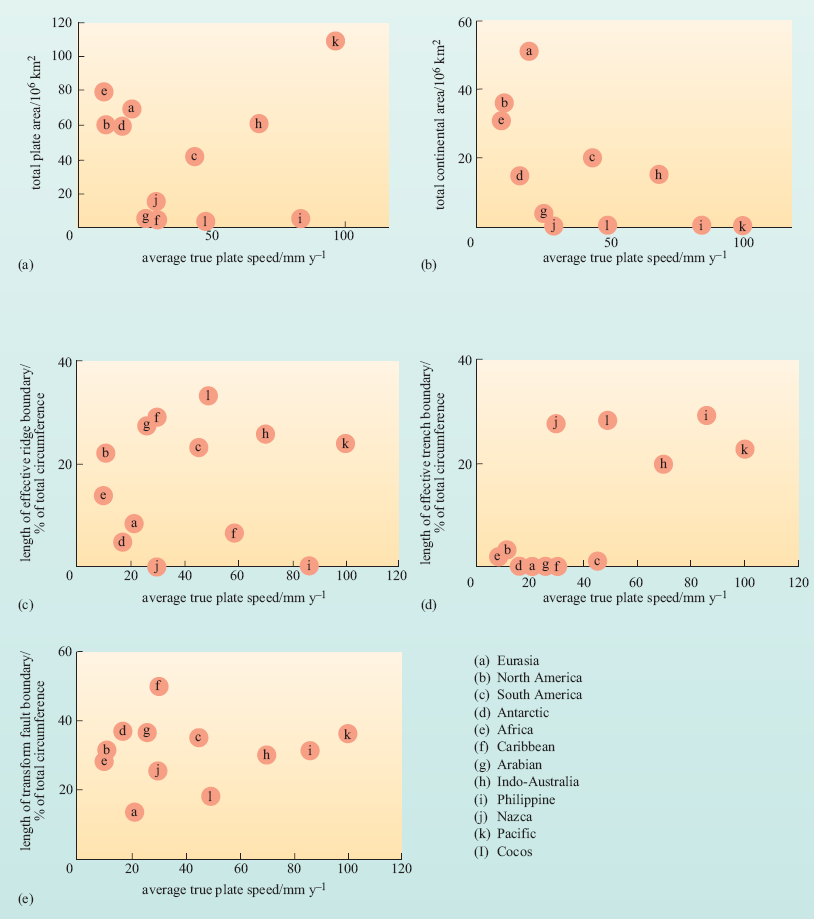 120
100
80
60
40
20
0
50
100
k
e
a
b
d
h
c
j
g
f
l
i
total plate area/10⁶ km²
average true plate speed/mm y⁻¹
(a)
60
40
20
0
50
100
a
b
e
c
d
h
g
j
l
i
k
total continental area/10⁶ km²
average true plate speed/mm y⁻¹
(b)
40
20
0
20
40
60
80
100
120
l
f
g
h
k
c
b
e
a
f
d
j
i
length of effective ridge boundary/
% of total circumference
average true plate speed/mm y⁻¹
(c)
40
20
0
20
40
60
80
100
120
i
l
j
k
h
b
e
c
d
a
g
f
length of effective trench boundary/
% of total circumference
average true plate speed/mm y⁻¹
(d)
60
40
20
0
20
40
60
80
100
120
f
d
g
c
k
b
i
h
e
j
l
a
length of transform fault boundary/
% of total circumference
average true plate speed/mm y⁻¹
(e)
(a) Eurasia
(b) North America
(c) South America
(d) Antarctic
(e) Africa
(f) Caribbean
(g) Arabian
(h) Indo-Australia
(i) Philippine
(j) Nazca
(k) Pacific
(l) Cocos